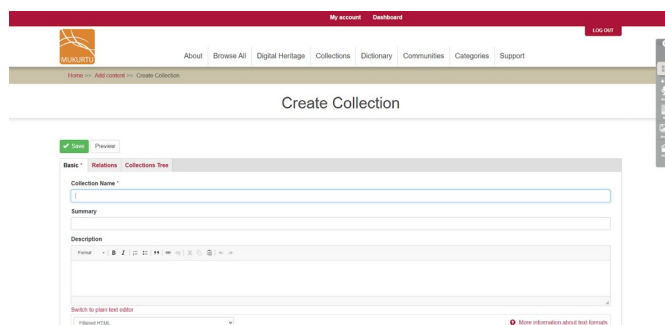 My account Dashboard
LOG OUT
MUKURTU
About Browse All Digital Heritage Collections Dictionary Communities Categories Support
Home >> Add content >> Create Collection
Create Collection
Save Preview
Basic * Relations Collections Tree
Collection Name *
Summary
Description
Format B I
Switch to plain text editor
Filtered HTML More information about text formats